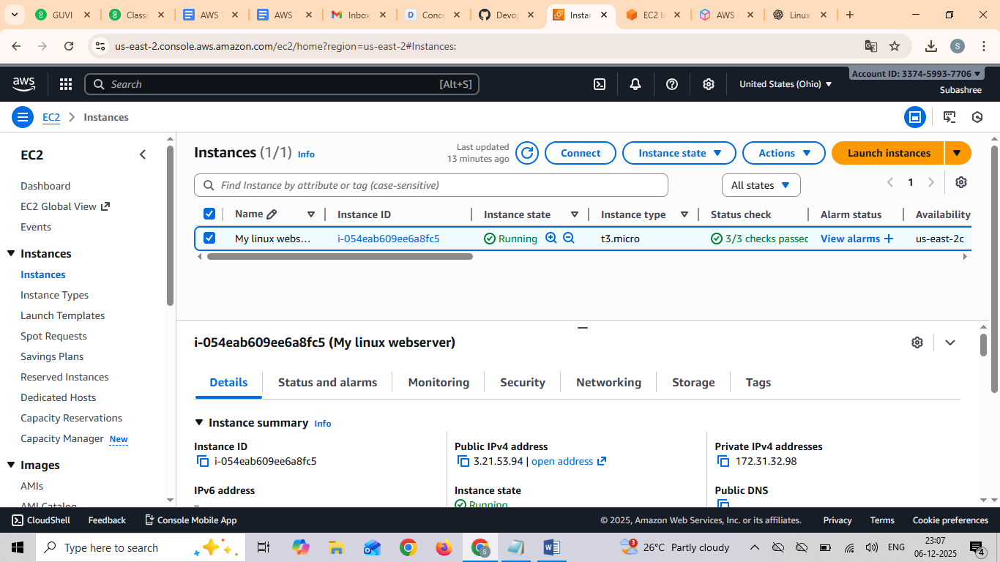 GUVI
Classi
AWS
AWS
Inbox
Conce
Devop
Instan
EC2 I
AWS
Linux
us-east-2.console.aws.amazon.com/ec2/home?region=us-east-2#Instances:
S
aws
Search
[Alt+S]
United States (Ohio)
Account ID: 3374-5993-7706
Subashree
EC2
Instances
EC2
Dashboard
EC2 Global View
Events
Instances
Instances
Instance Types
Launch Templates
Spot Requests
Savings Plans
Reserved Instances
Dedicated Hosts
Capacity Reservations
Capacity Manager New
Images
AMIs
AMI Catalog
Instances (1/1) Info
Last updated
13 minutes ago
Connect
Instance state
Actions
Launch instances
Find Instance by attribute or tag (case-sensitive)
All states
1
Name Instance ID Instance state Instance type Status check Alarm status Availability
My linux webs... i-054eab609ee6a8fc5 Running t3.micro 3/3 checks passed View alarms + us-east-2c
i-054eab609ee6a8fc5 (My linux webserver)
Details Status and alarms Monitoring Security Networking Storage Tags
Instance summary Info
Instance ID
i-054eab609ee6a8fc5
Public IPv4 address
3.21.53.94 | open address
Private IPv4 addresses
172.31.32.98
IPv6 address
–
Instance state
Running
Public DNS
CloudShell Feedback Console Mobile App
© 2025, Amazon Web Services, Inc. or its affiliates. Privacy Terms Cookie preferences
Type here to search
3
26°C Partly cloudy
ENG
23:07
06-12-2025
4